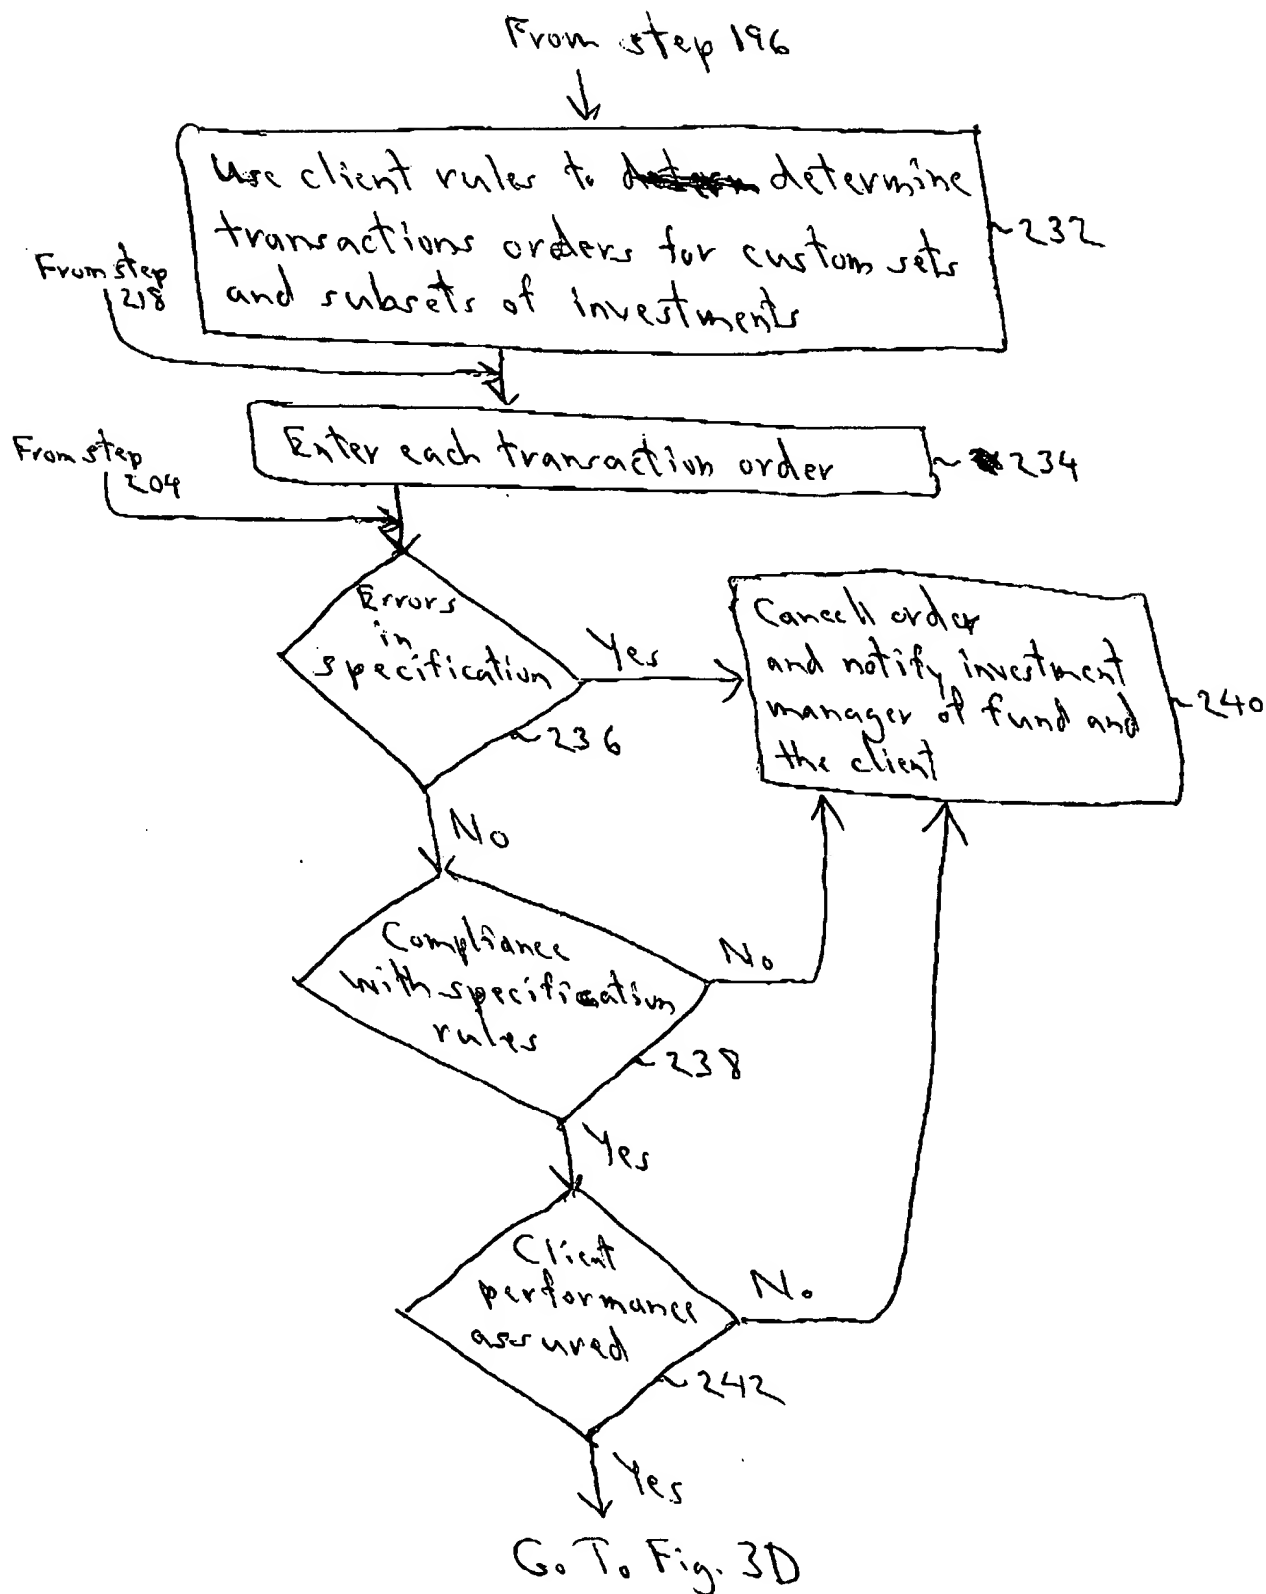 From step 196
Use client rules to determine
transactions orders for custom sets
and subsets of investments
~232
From step
218
Enter each transaction order
~234
From step
204
Errors
in
specification
Yes
~236
Cancell order
and notify investment
manager of fund and
the client
~240
No
Compliance
with specification
rules
No
~238
Yes
Client
performance
assured
No
~242
Yes
Go To Fig. 3D